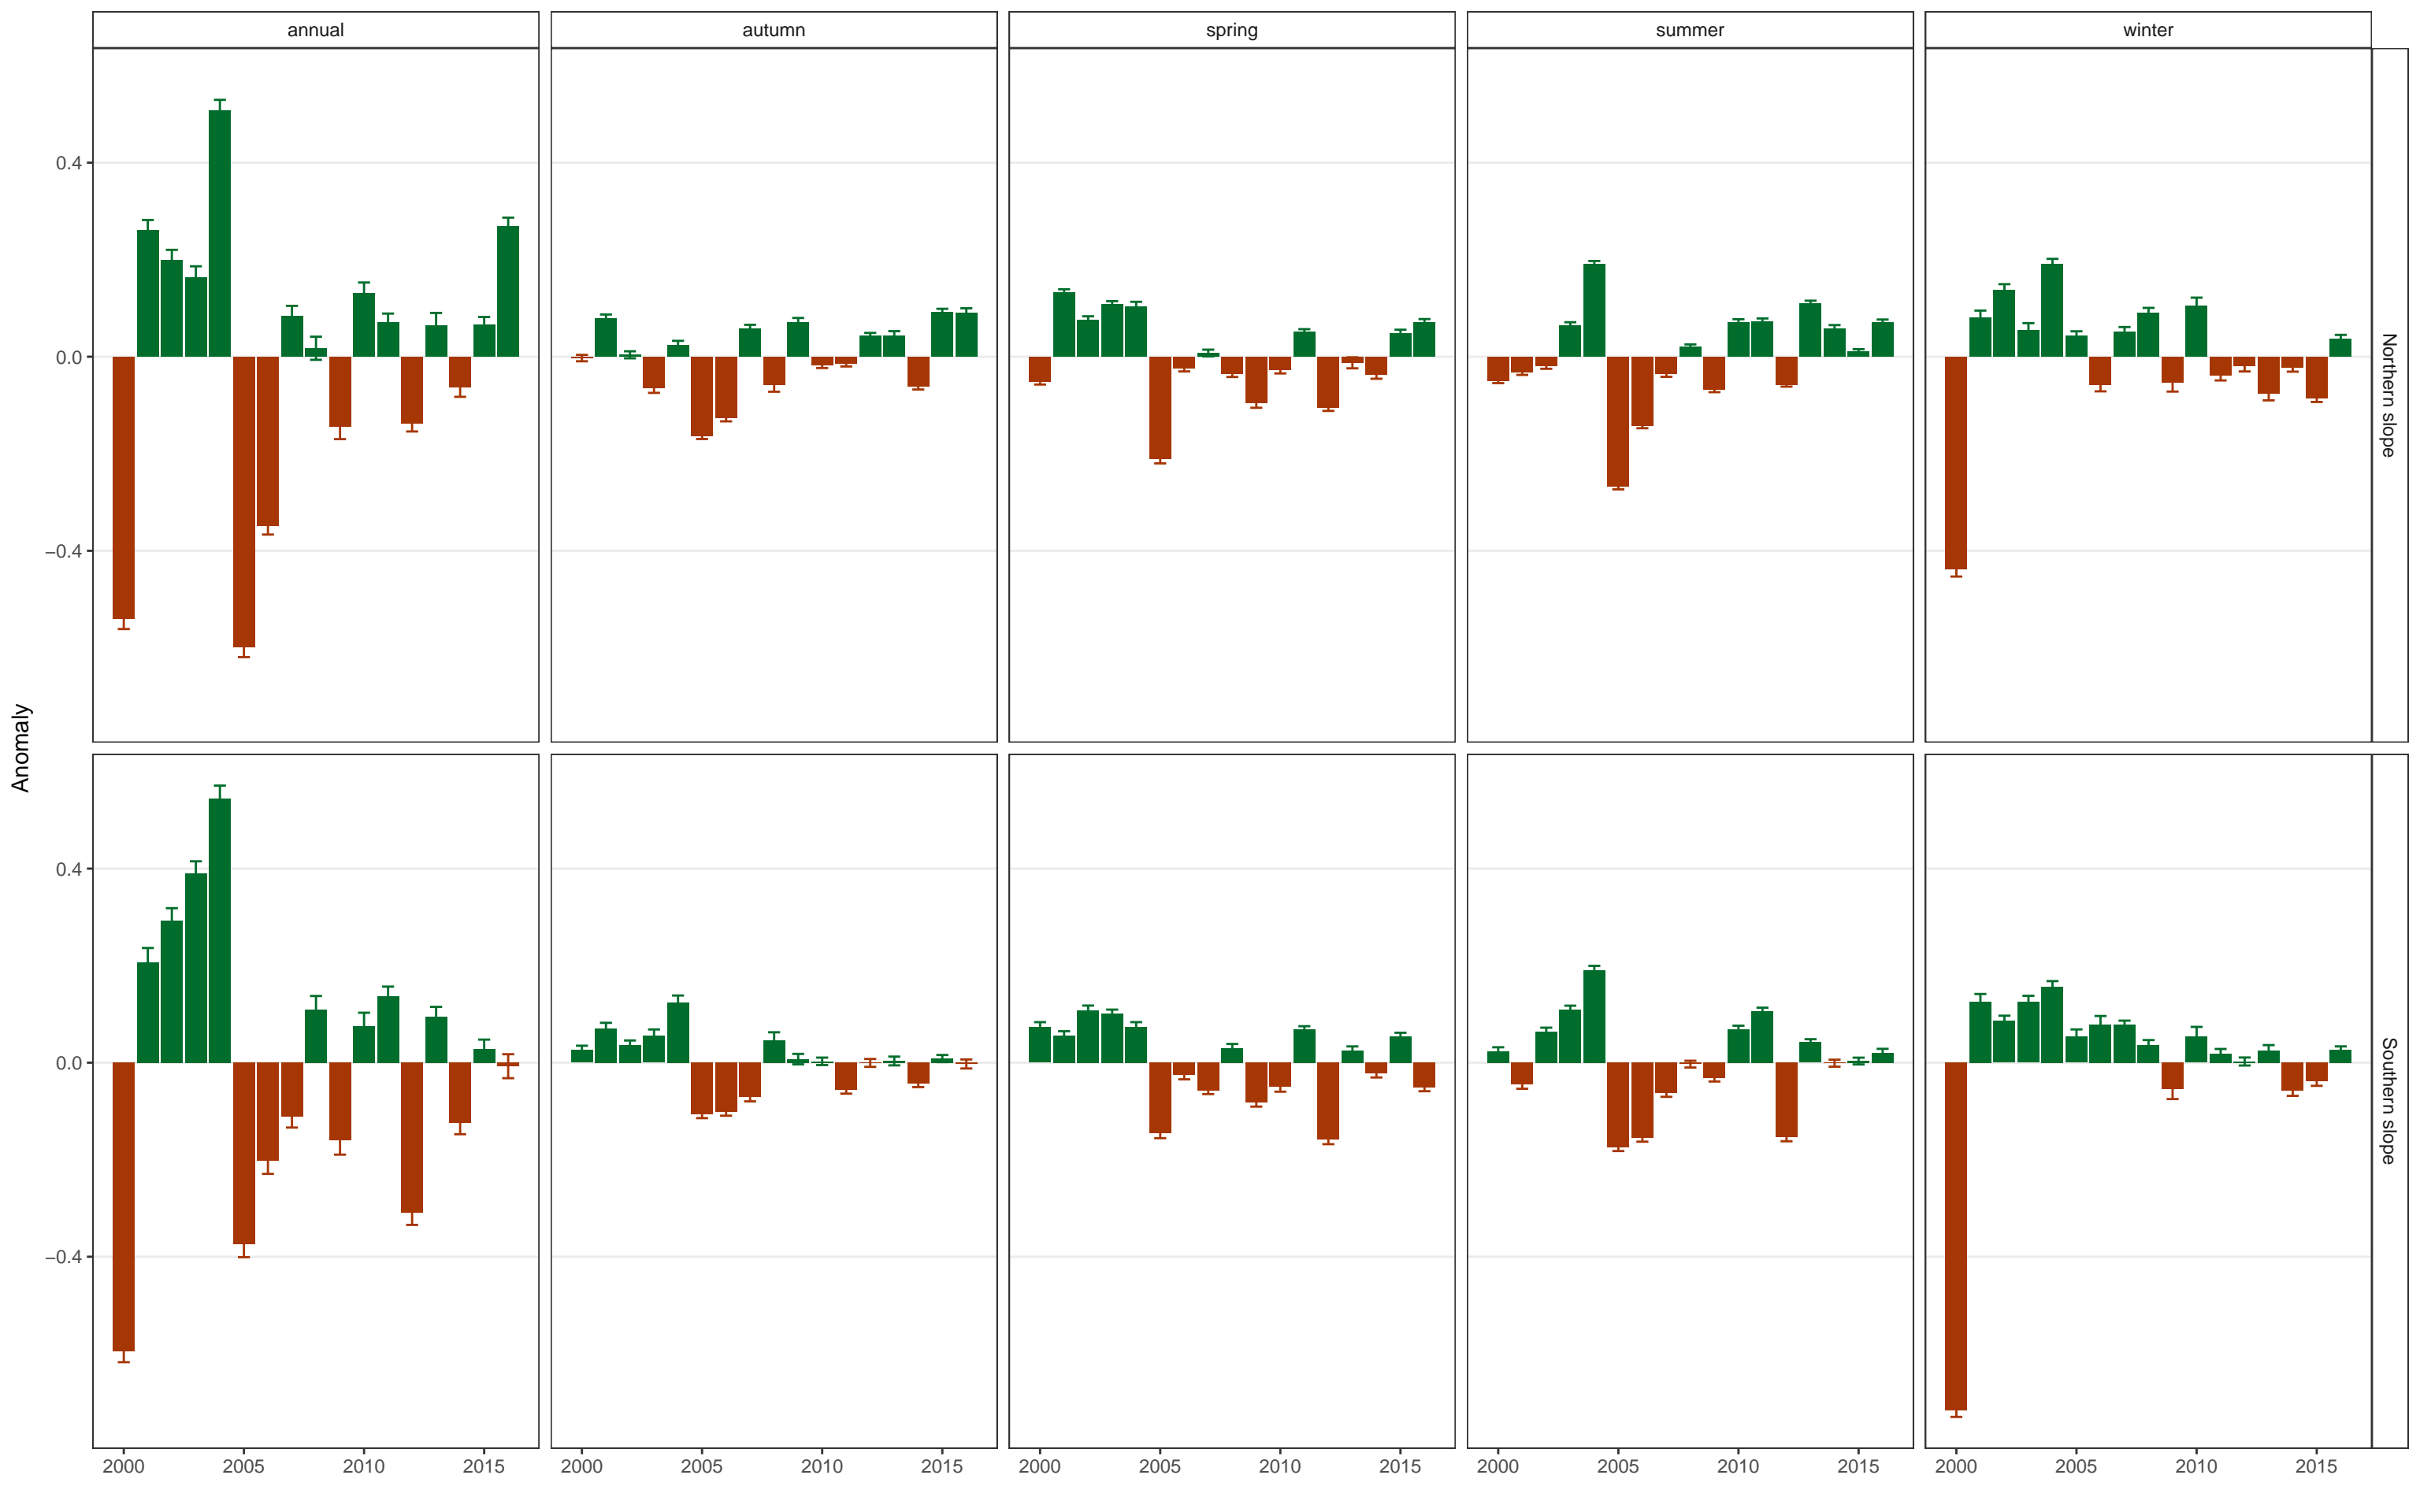 annual autumn spring summer winter
0.4
0.0
−0.4
Northern slope
Anomaly
0.4
0.0
−0.4
Southern slope
2000 2005 2010 2015 2000 2005 2010 2015 2000 2005 2010 2015 2000 2005 2010 2015 2000 2005 2010 2015